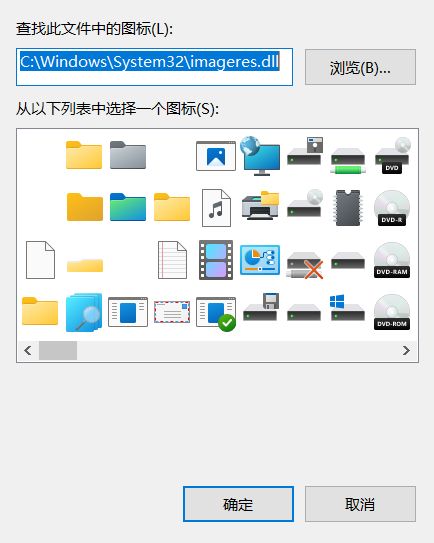 查找此文件中的图标(L):
C:\Windows\System32\imageres.dll
浏览(B)...
从以下列表中选择一个图标(S):
DVD
DVD-R
DVD-RAM
DVD-ROM
确定
取消